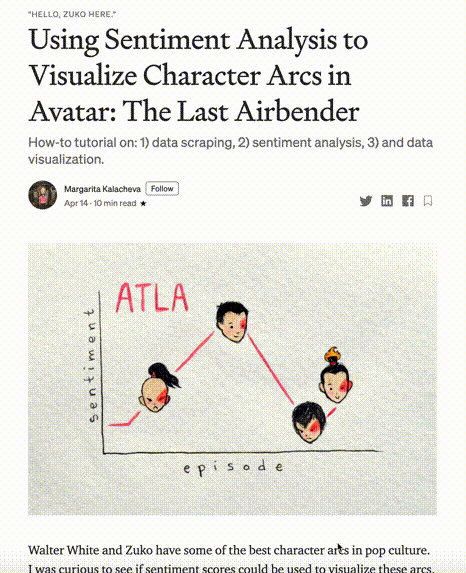 "HELLO, ZUKO HERE."
Using Sentiment Analysis to
Visualize Character Arcs in
Avatar: The Last Airbender
How-to tutorial on: 1) data scraping, 2) sentiment analysis, 3) and data
visualization.
Margarita Kalacheva Follow
Apr 14 · 10 min read ★
ATLA
sentiment
episode
Walter White and Zuko have some of the best character arcs in pop culture.
I was curious to see if sentiment scores could be used to visualize these arcs.